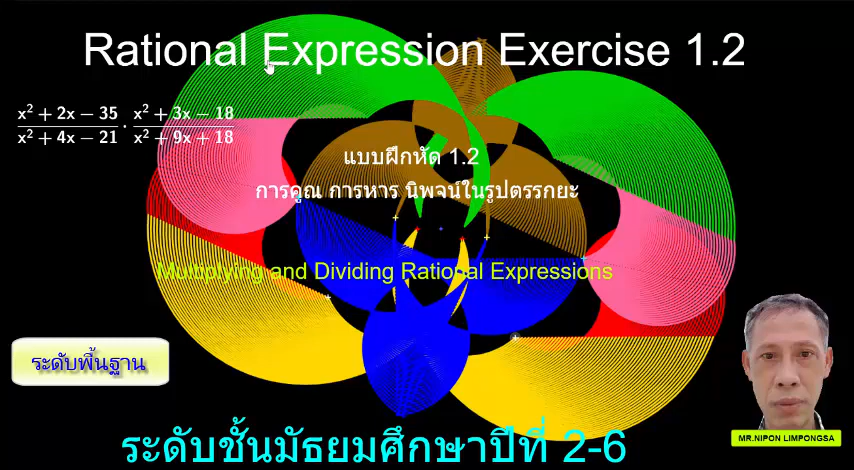 Rational Expression Exercise 1.2
x² + 2x − 35 / x² + 4x − 21 · x² + 3x − 18 / x² + 9x + 18
แบบฝึกหัด 1.2
การคูณ การหาร นิพจน์ในรูปตรรกยะ
Multiplying and Dividing Rational Expressions
ระดับพื้นฐาน
MR.NIPON LIMPONGSA
ระดับชั้นมัธยมศึกษาปีที่ 2-6